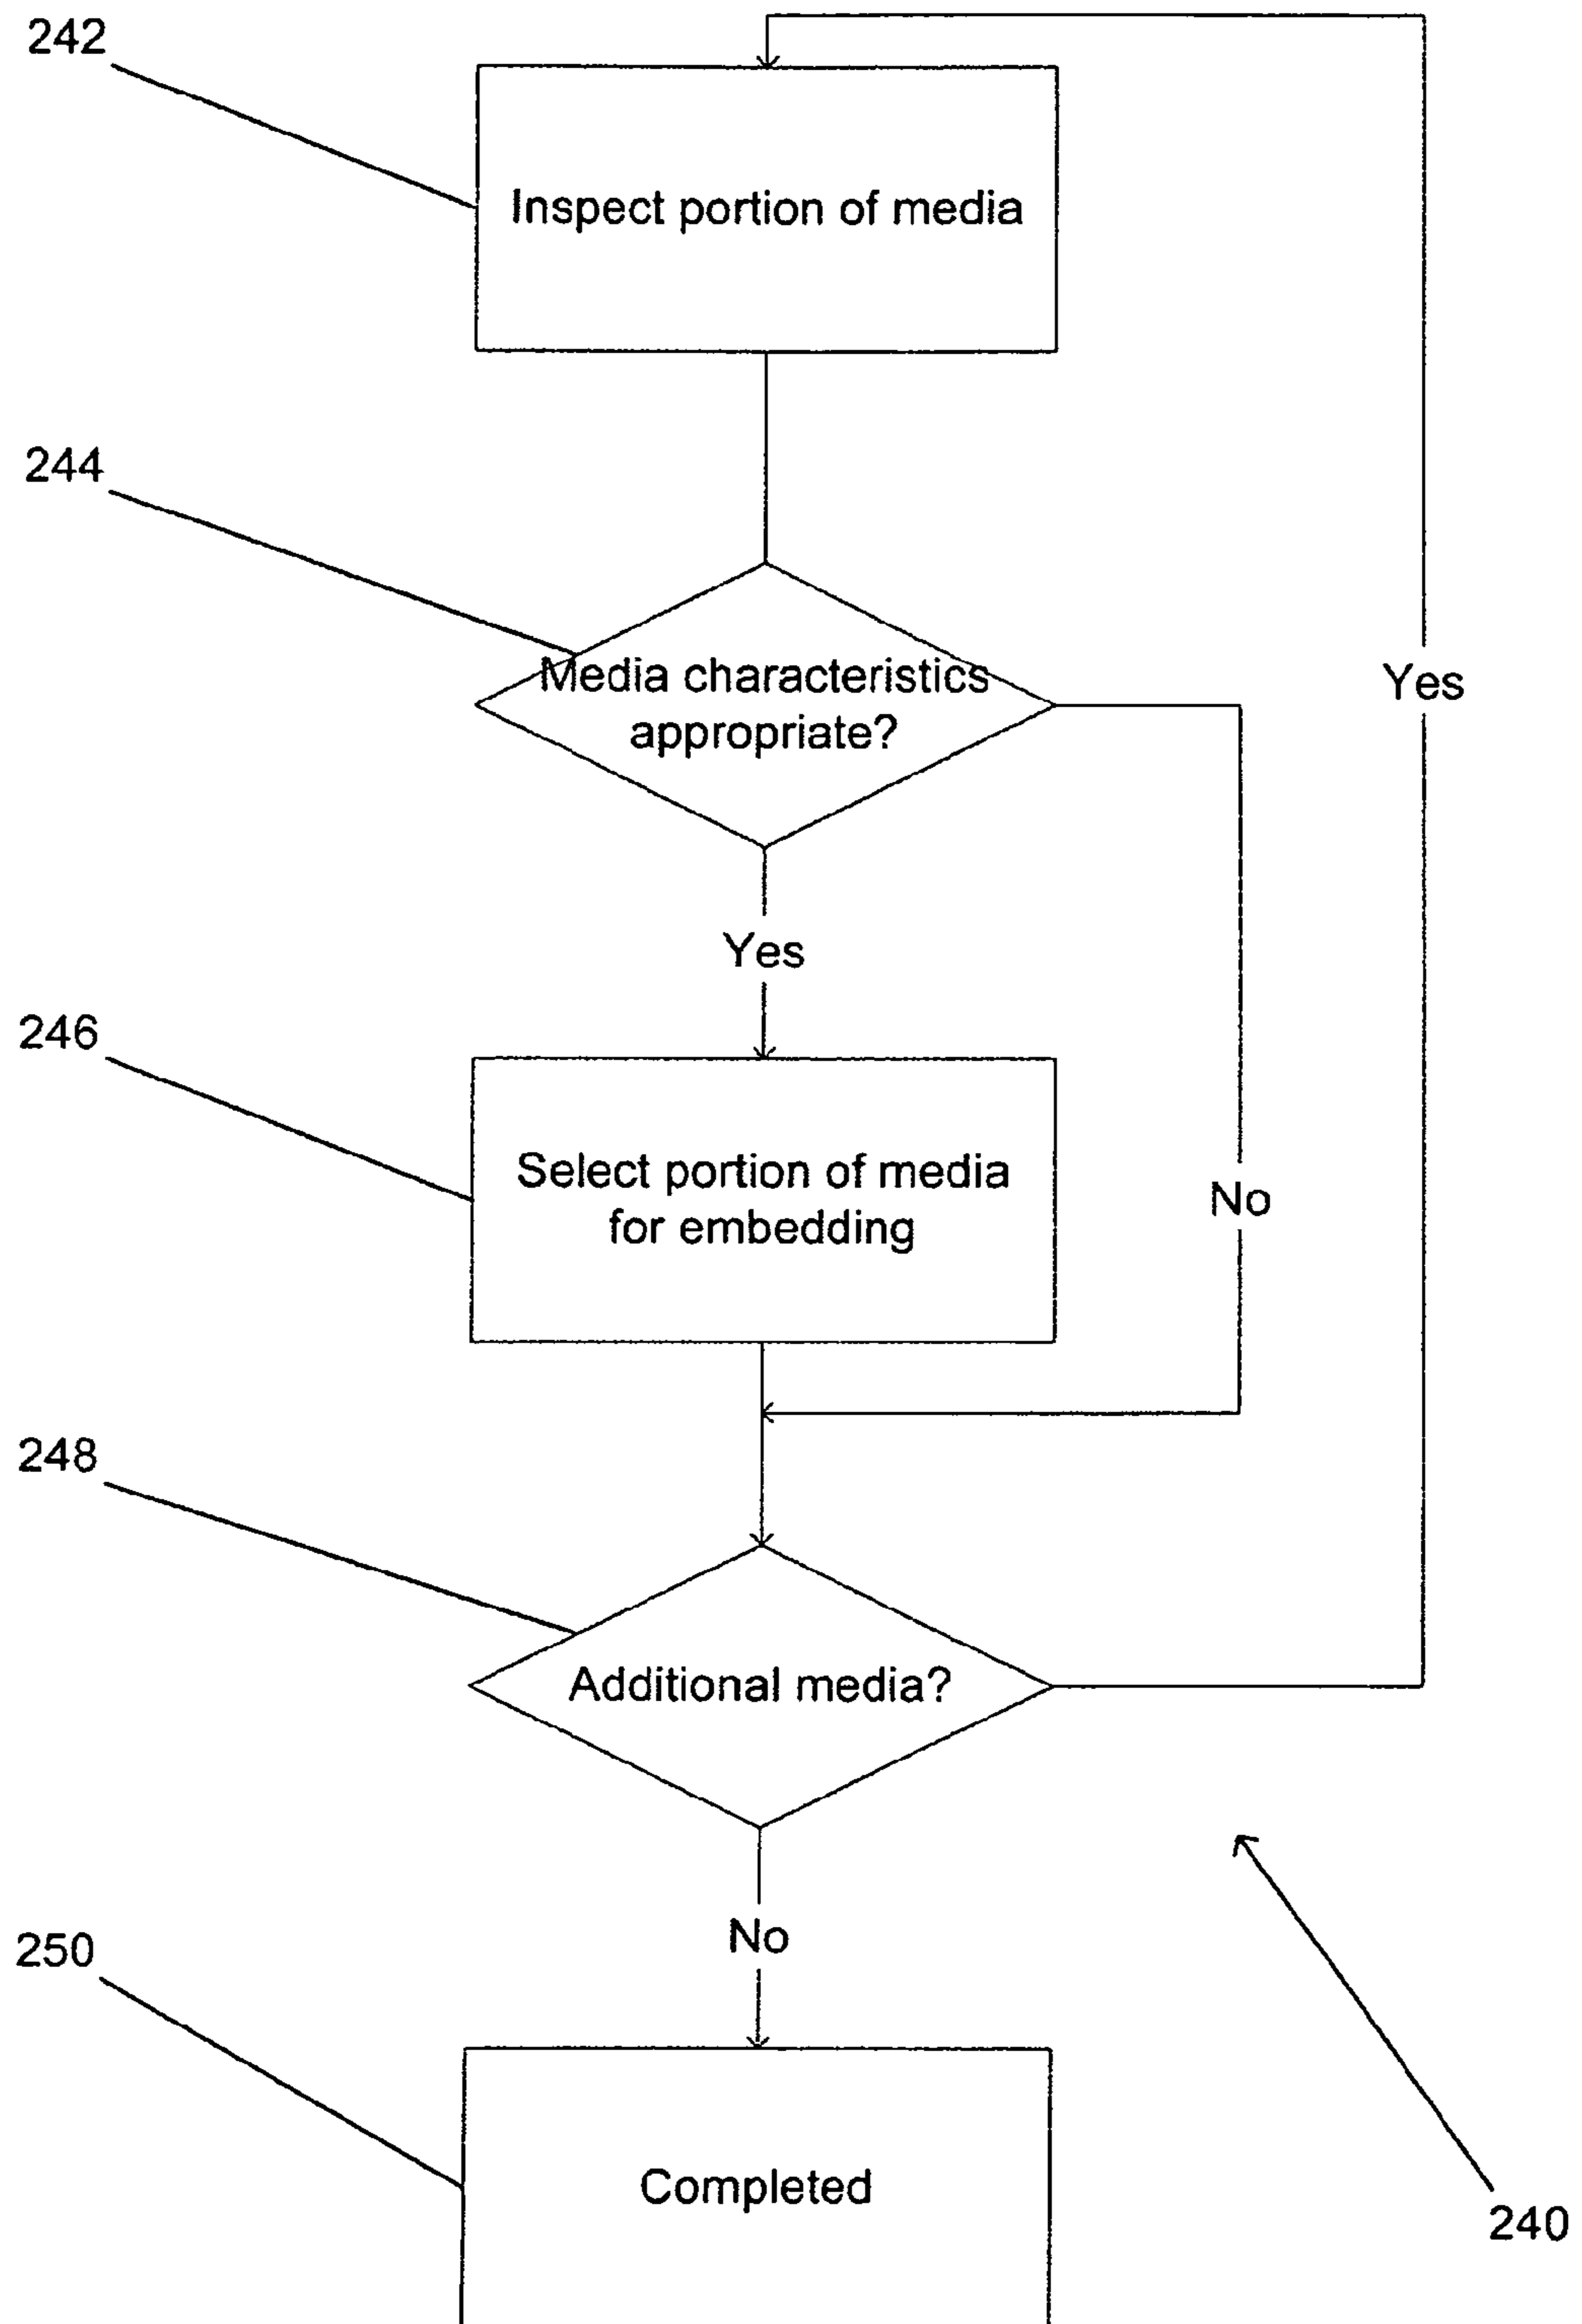 242
Inspect portion of media
244
Media characteristics
appropriate?
Yes
Yes
246
Select portion of media
for embedding
No
248
Additional media?
No
250
Completed
240